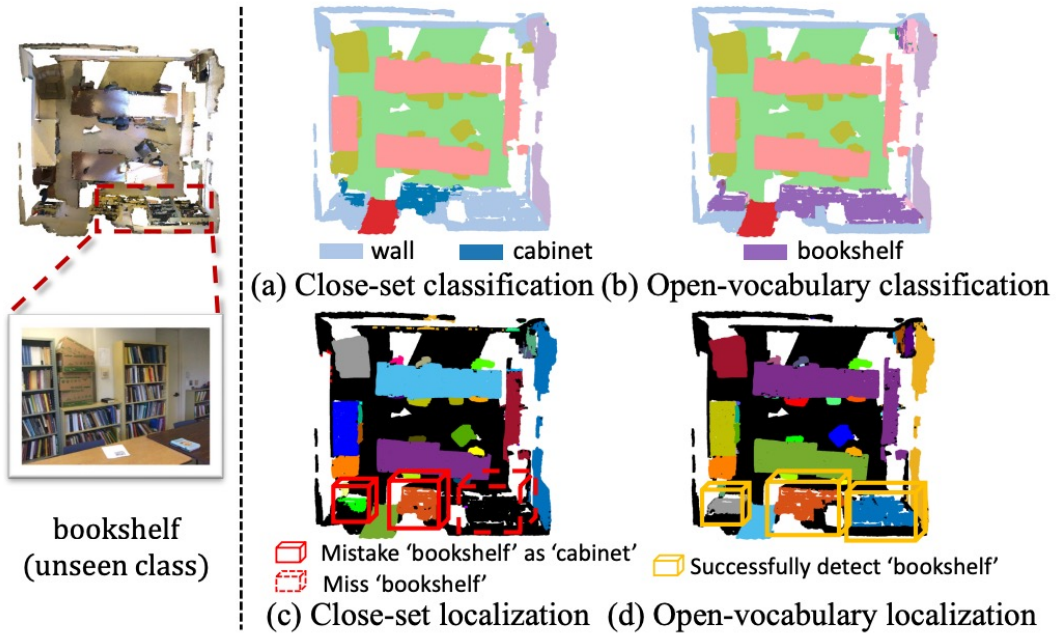 bookshelf
(unseen class)
wall
cabinet
bookshelf
(a) Close-set classification
(b) Open-vocabulary classification
Mistake ‘bookshelf’ as ‘cabinet’
Miss ‘bookshelf’
Successfully detect ‘bookshelf’
(c) Close-set localization
(d) Open-vocabulary localization